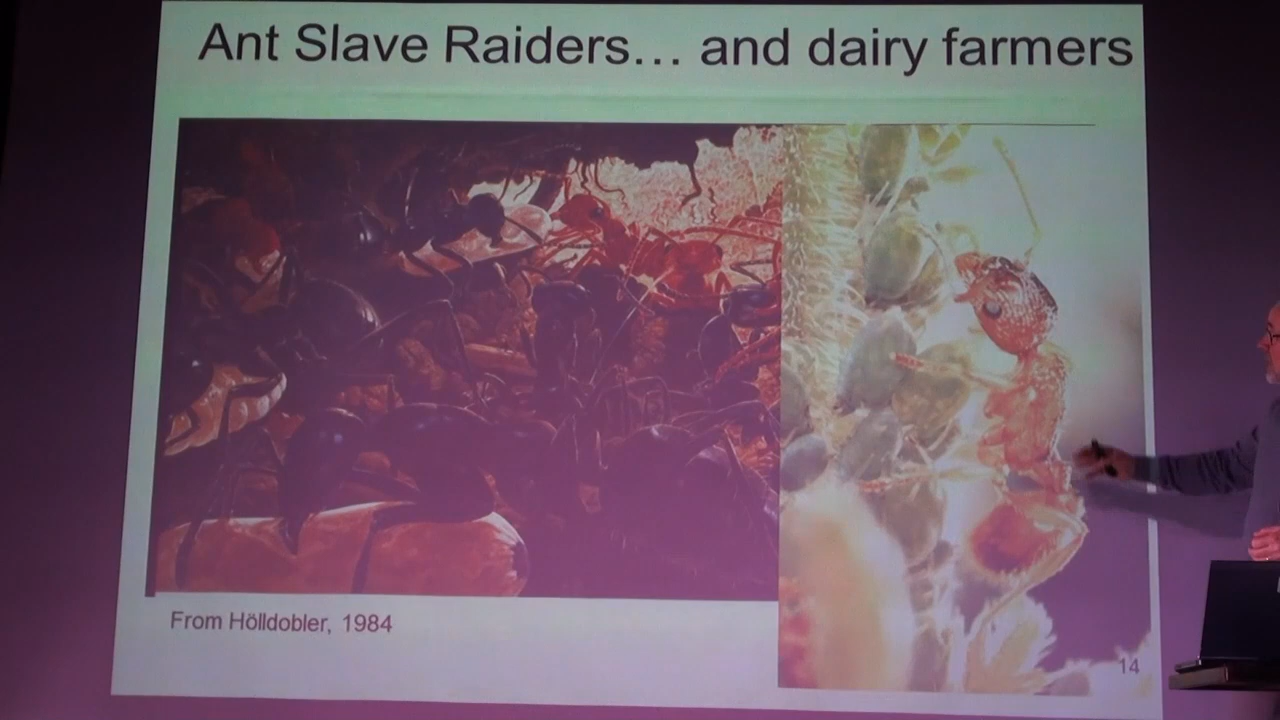 Ant Slave Raiders… and dairy farmers
From Hölldobler, 1984
14